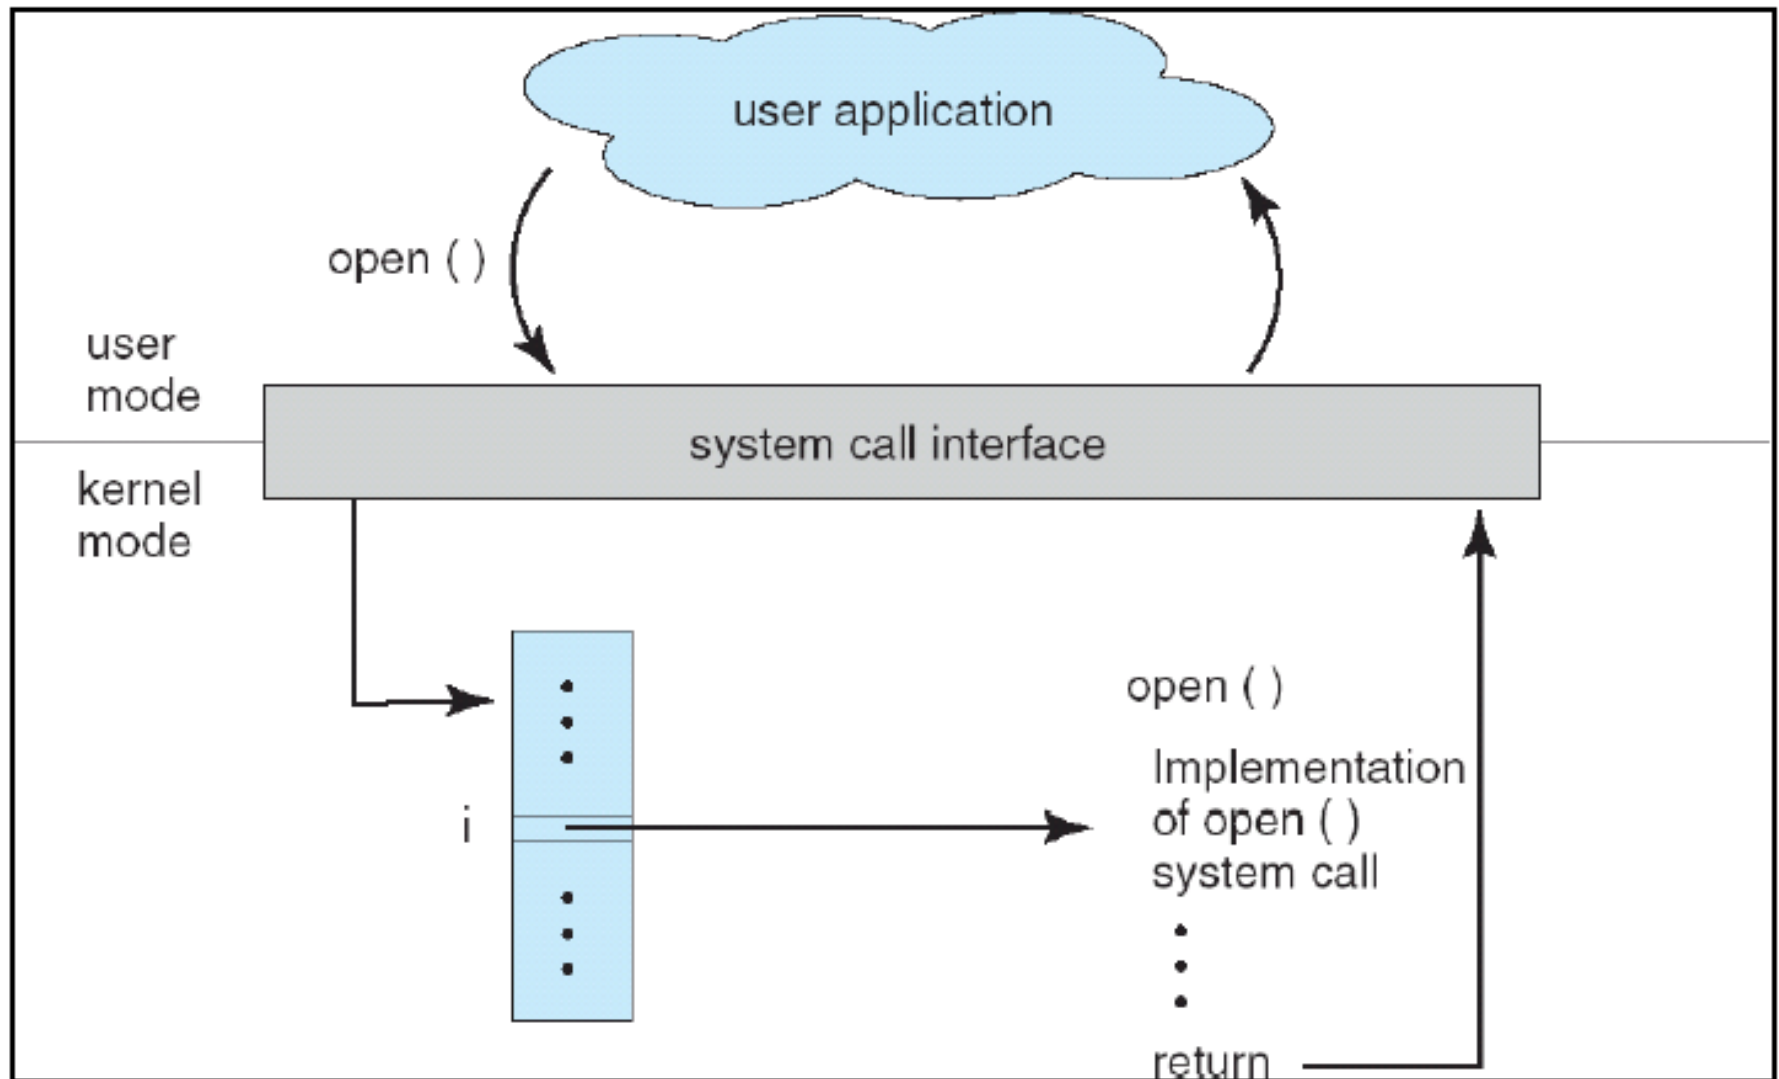 user application
open ( )
user
mode
system call interface
kernel
mode
open ( )
Implementation
of open ( )
system call
i
return